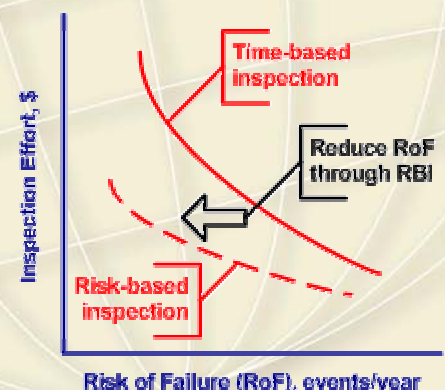 Time-based
inspection
Reduce RoF
through RBI
Inspection Effort, $
Risk-based
inspection
Risk of Failure (RoF), events/year